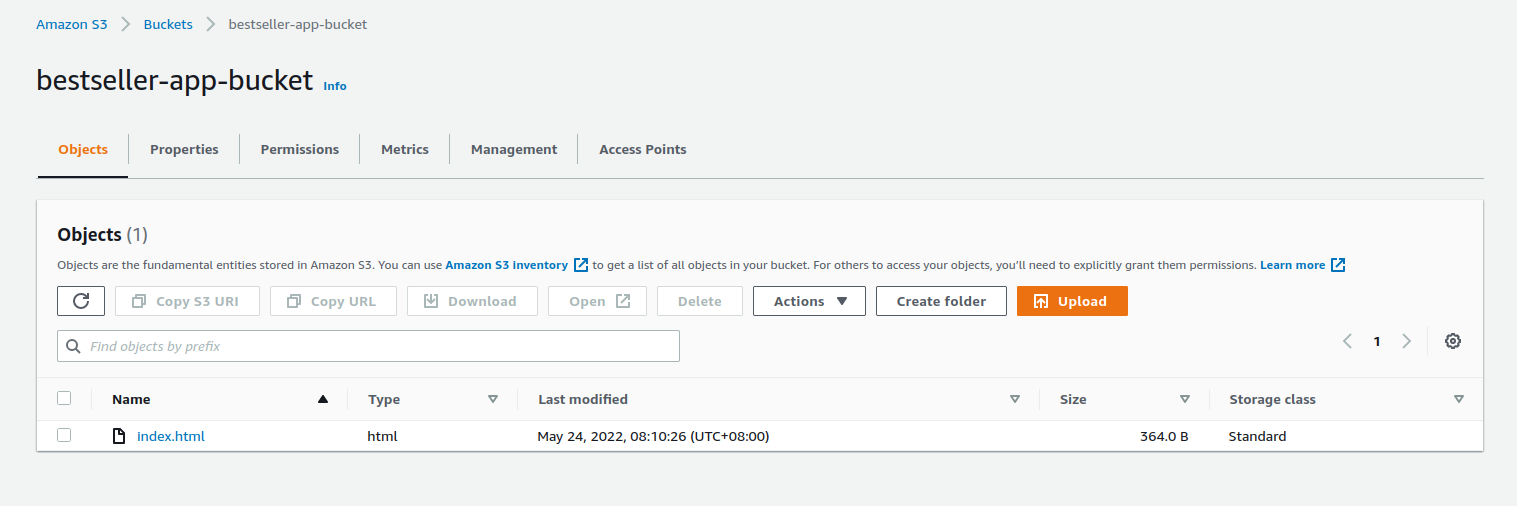 Amazon S3 Buckets bestseller-app-bucket
bestseller-app-bucket Info
Objects Properties Permissions Metrics Management Access Points
Objects (1)
Objects are the fundamental entities stored in Amazon S3. You can use Amazon S3 inventory to get a list of all objects in your bucket. For others to access your objects, you'll need to explicitly grant them permissions. Learn more
Copy S3 URI Copy URL Download Open Delete Actions Create folder Upload
Find objects by prefix 1
Name Type Last modified Size Storage class
index.html html May 24, 2022, 08:10:26 (UTC+08:00) 364.0 B Standard